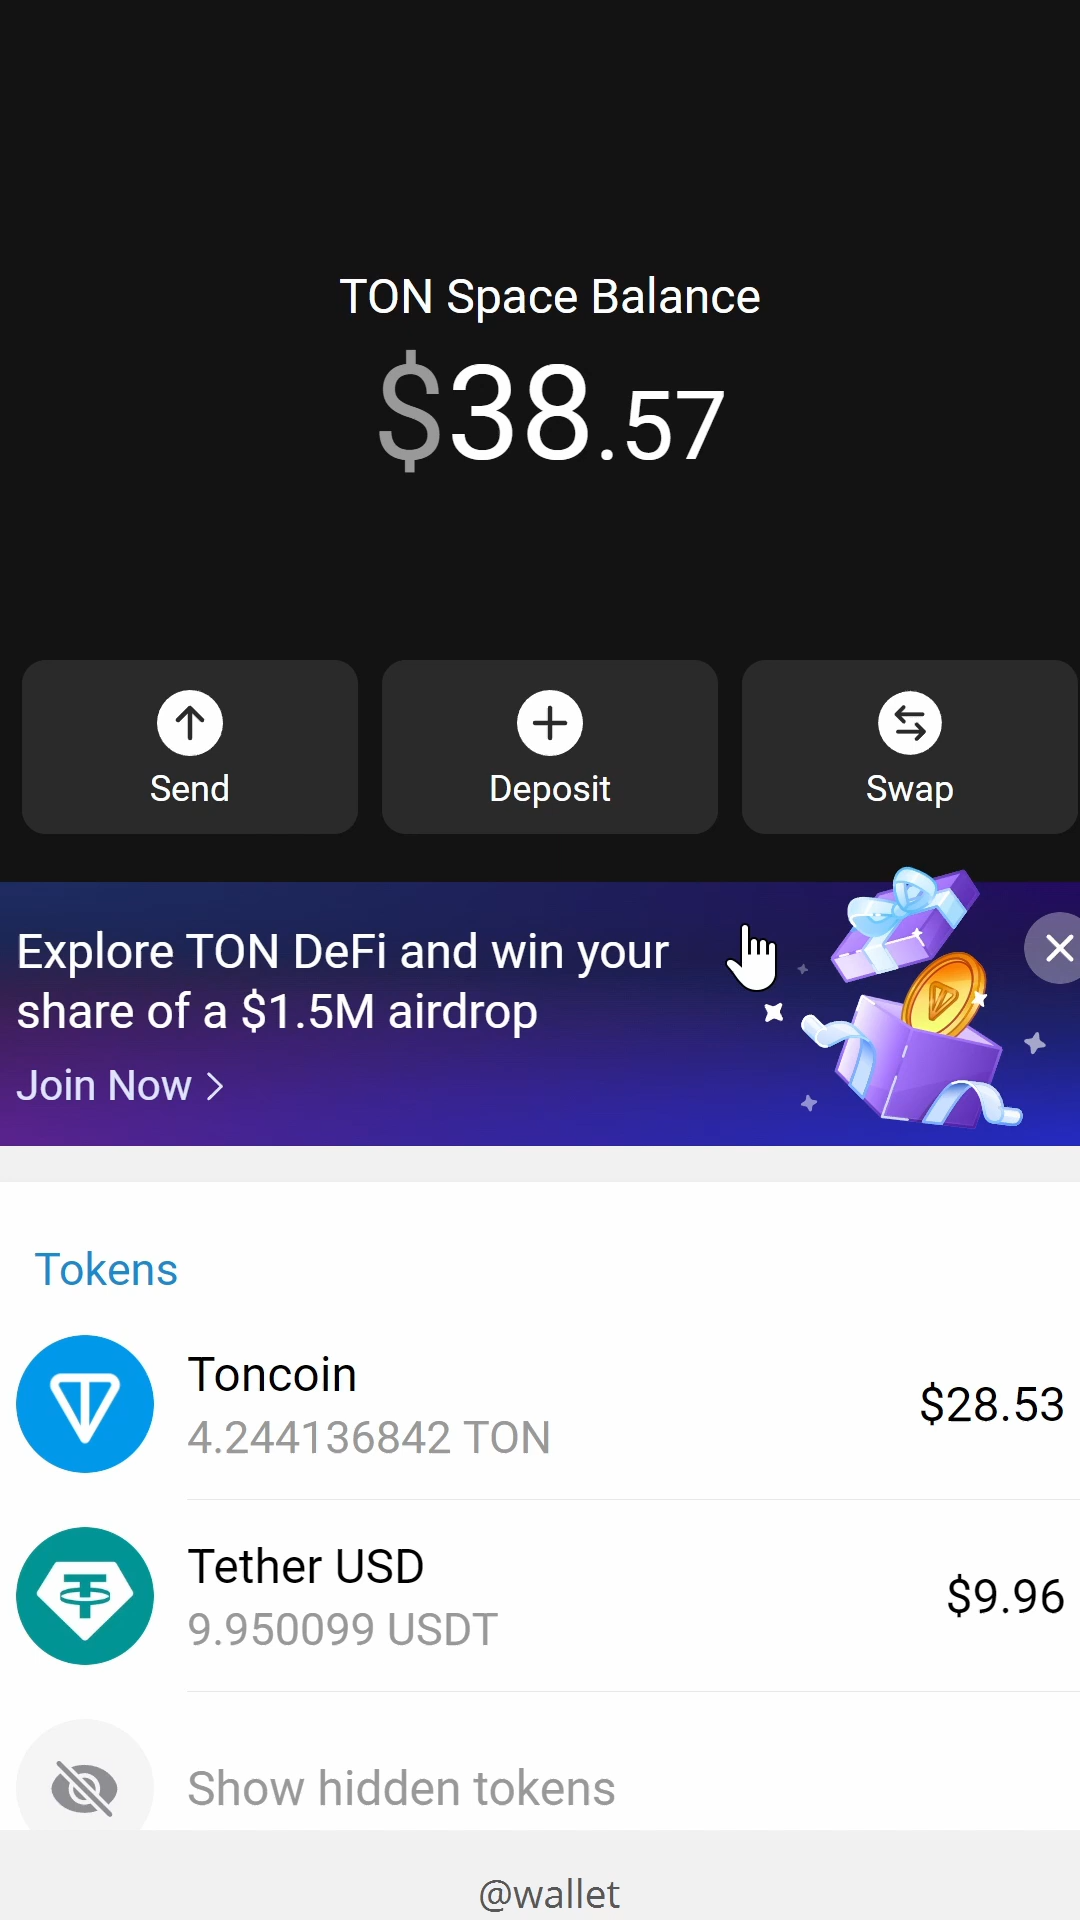 TON Space Balance
$38.57
Send
Deposit
Swap
Explore TON DeFi and win your
share of a $1.5M airdrop
Join Now
Tokens
Toncoin
$28.53
4.244136842 TON
Tether USD
$9.96
9.950099 USDT
Show hidden tokens
@wallet